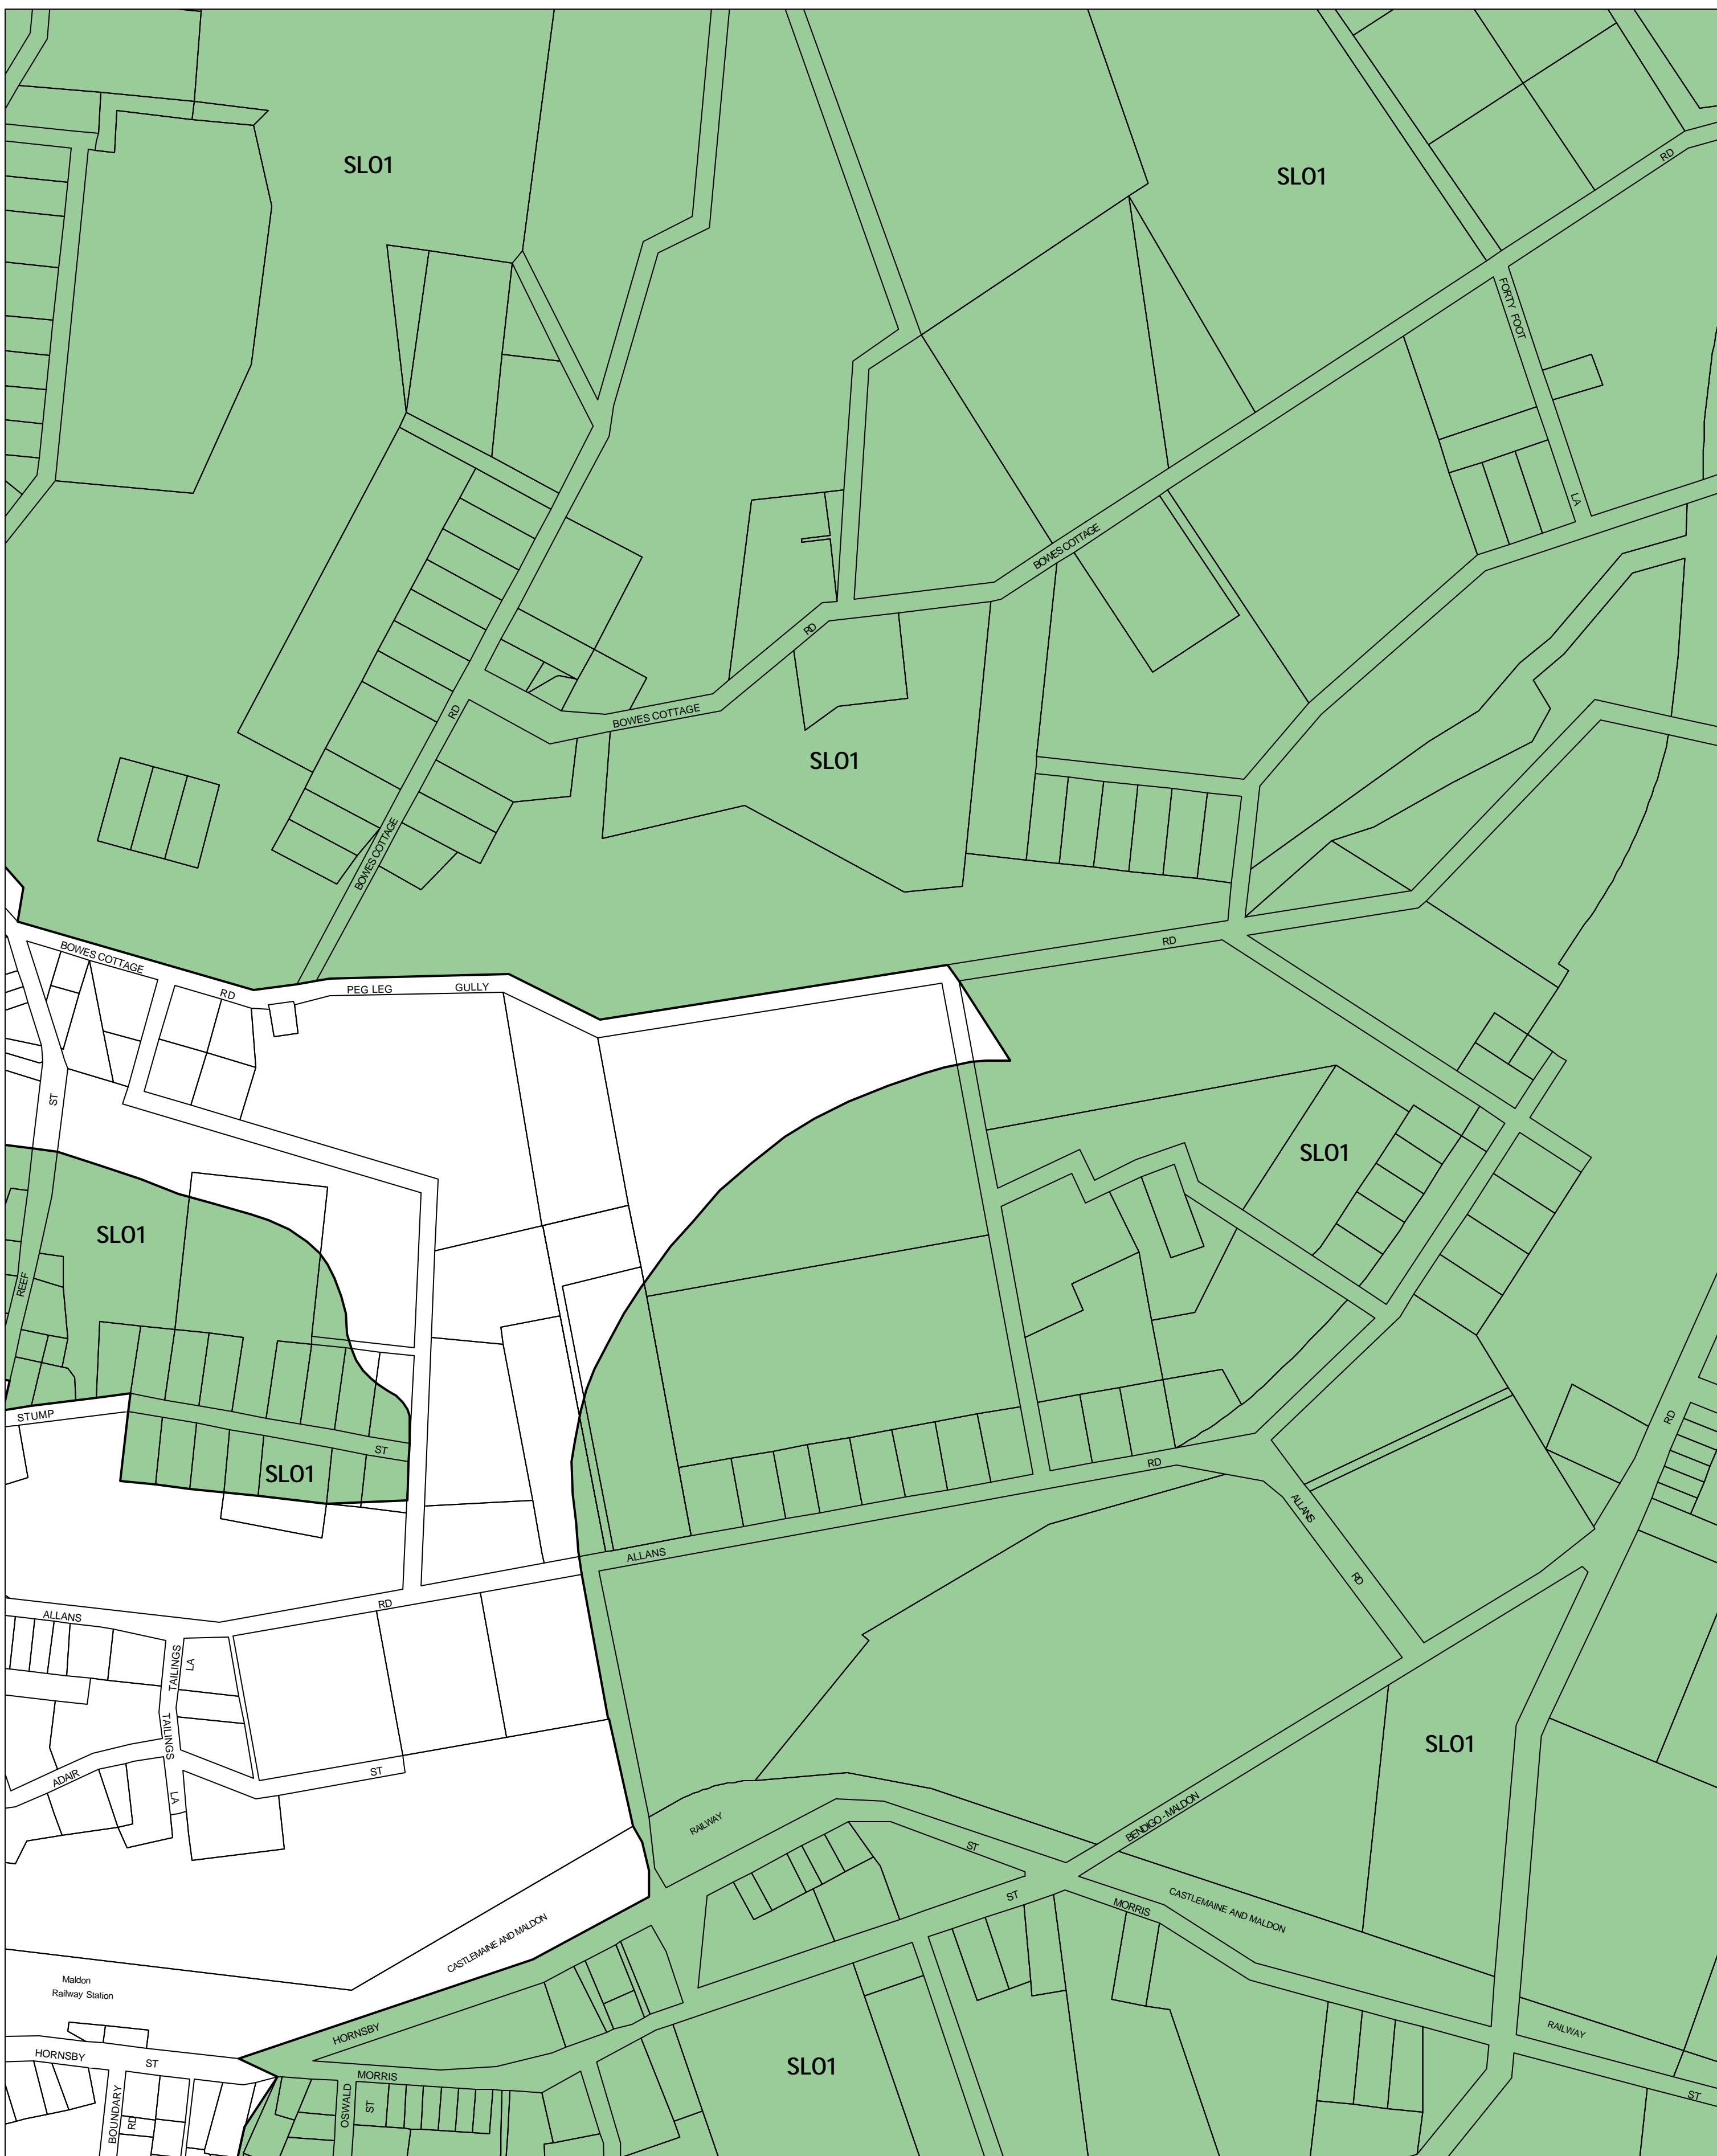 SLO1
SLO1
RD
FORTY FOOT
LA
BOWES COTTAGE
RD
BOWES COTTAGE
RD
SLO1
BOWES COTTAGE
RD
BOWES COTTAGE
RD
PEG LEG GULLY
ST
SLO1
SLO1
REEF
STUMP
ST
SLO1
RD
RD
ALLANS
ALLANS
RD
RD
ALLANS
TAILINGS
LA
TAILINGS
LA
ADAIR
ST
SLO1
BENDIGO - MALDON
RAILWAY
ST
ST
MORRIS
CASTLEMAINE AND MALDON
CASTLEMAINE AND MALDON
Maldon
Railway Station
HORNSBY
RAILWAY
HORNSBY
ST
SLO1
MORRIS
ST
OSWALD
ST
BOUNDARY
RD